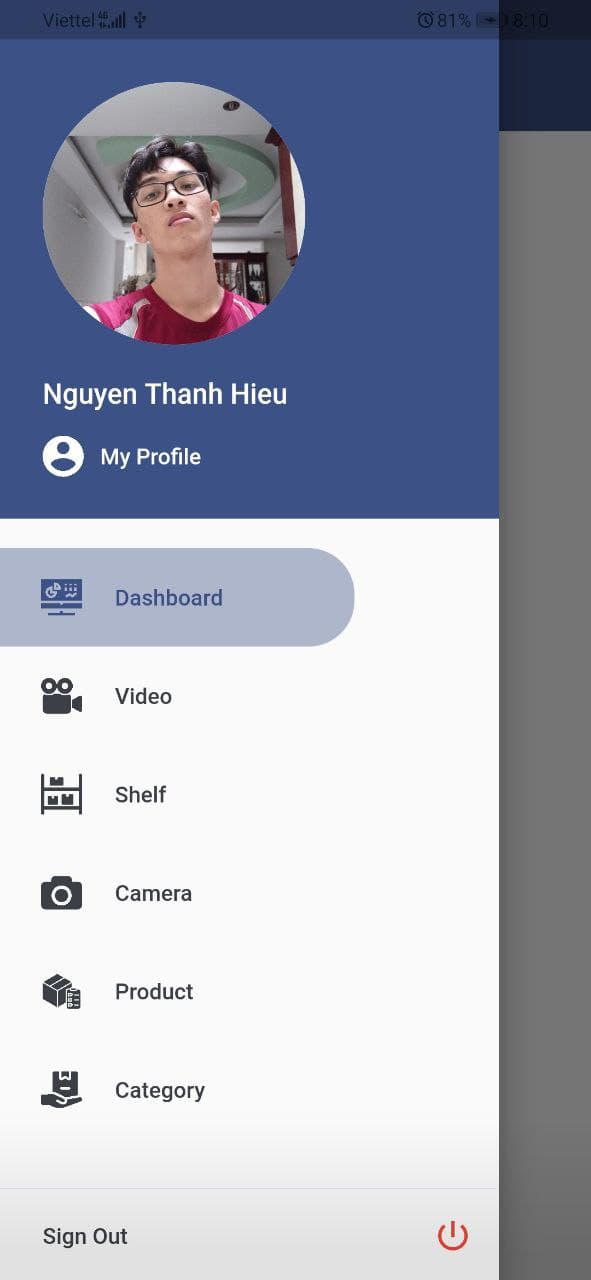 Viettel 4G 81% 8:10
Nguyen Thanh Hieu
My Profile
Dashboard
Video
Shelf
Camera
Product
Category
Sign Out